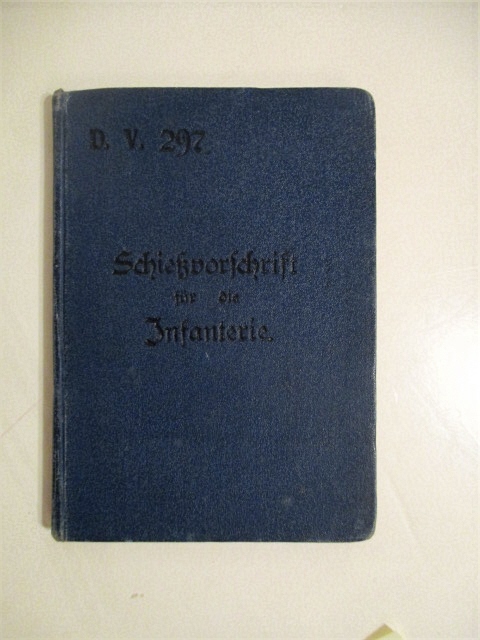 D. V. 297.
Schießvorschrift
für die
Infanterie.